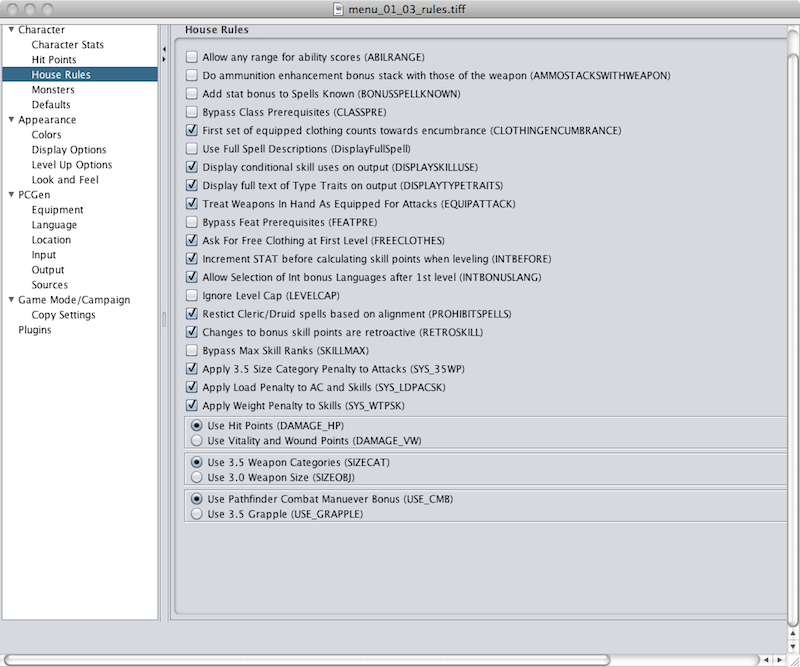 menu_01_03_rules.tiff
Character
Character Stats
Hit Points
House Rules
Monsters
Defaults
Appearance
Colors
Display Options
Level Up Options
Look and Feel
PCGen
Equipment
Language
Location
Input
Output
Sources
Game Mode/Campaign
Copy Settings
Plugins
House Rules
Allow any range for ability scores (ABILRANGE)
Do ammunition enhancement bonus stack with those of the weapon (AMMOSTACKSWITHWEAPON)
Add stat bonus to Spells Known (BONUSSPELLKNOWN)
Bypass Class Prerequisites (CLASSPRE)
First set of equipped clothing counts towards encumbrance (CLOTHINGENCUMBRANCE)
Use Full Spell Descriptions (DisplayFullSpell)
Display conditional skill uses on output (DISPLAYSKILLUSE)
Display full text of Type Traits on output (DISPLAYTYPETRAITS)
Treat Weapons In Hand As Equipped For Attacks (EQUIPATTACK)
Bypass Feat Prerequisites (FEATPRE)
Ask For Free Clothing at First Level (FREECLOTHES)
Increment STAT before calculating skill points when leveling (INTBEFORE)
Allow Selection of Int bonus Languages after 1st level (INTBONUSLANG)
Ignore Level Cap (LEVELCAP)
Restict Cleric/Druid spells based on alignment (PROHIBITSPELLS)
Changes to bonus skill points are retroactive (RETROSKILL)
Bypass Max Skill Ranks (SKILLMAX)
Apply 3.5 Size Category Penalty to Attacks (SYS_35WP)
Apply Load Penalty to AC and Skills (SYS_LDPACSK)
Apply Weight Penalty to Skills (SYS_WTPSK)
Use Hit Points (DAMAGE_HP)
Use Vitality and Wound Points (DAMAGE_VW)
Use 3.5 Weapon Categories (SIZECAT)
Use 3.0 Weapon Size (SIZEOBJ)
Use Pathfinder Combat Manuever Bonus (USE_CMB)
Use 3.5 Grapple (USE_GRAPPLE)